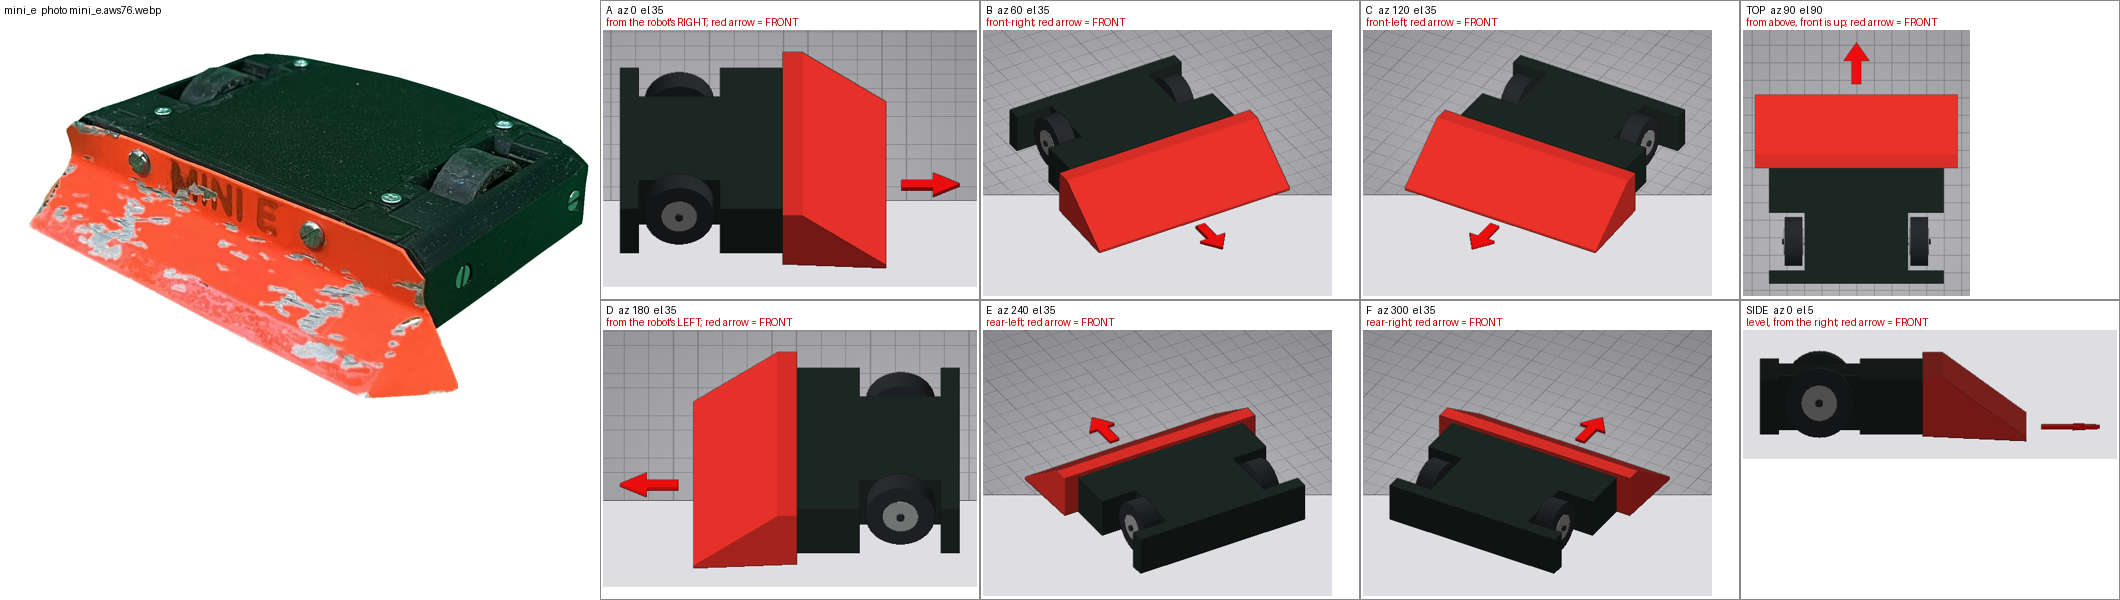 mini_e photo mini_e.aws76.webp
MINI E
A az 0 el 35
from the robot's RIGHT; red arrow = FRONT
B az 60 el 35
front-right; red arrow = FRONT
C az 120 el 35
front-left; red arrow = FRONT
TOP az 90 el 90
from above, front is up; red arrow = FRONT
D az 180 el 35
from the robot's LEFT; red arrow = FRONT
E az 240 el 35
rear-left; red arrow = FRONT
F az 300 el 35
rear-right; red arrow = FRONT
SIDE az 0 el 5
level, from the right; red arrow = FRONT